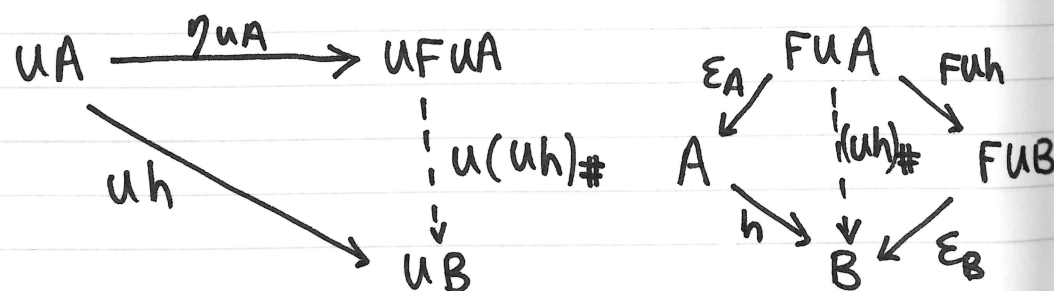 ηUA
UA UFUA
Uh
U(Uh)#
UB
FUA
εA FUh
A (Uh)# FUB
h εB
B